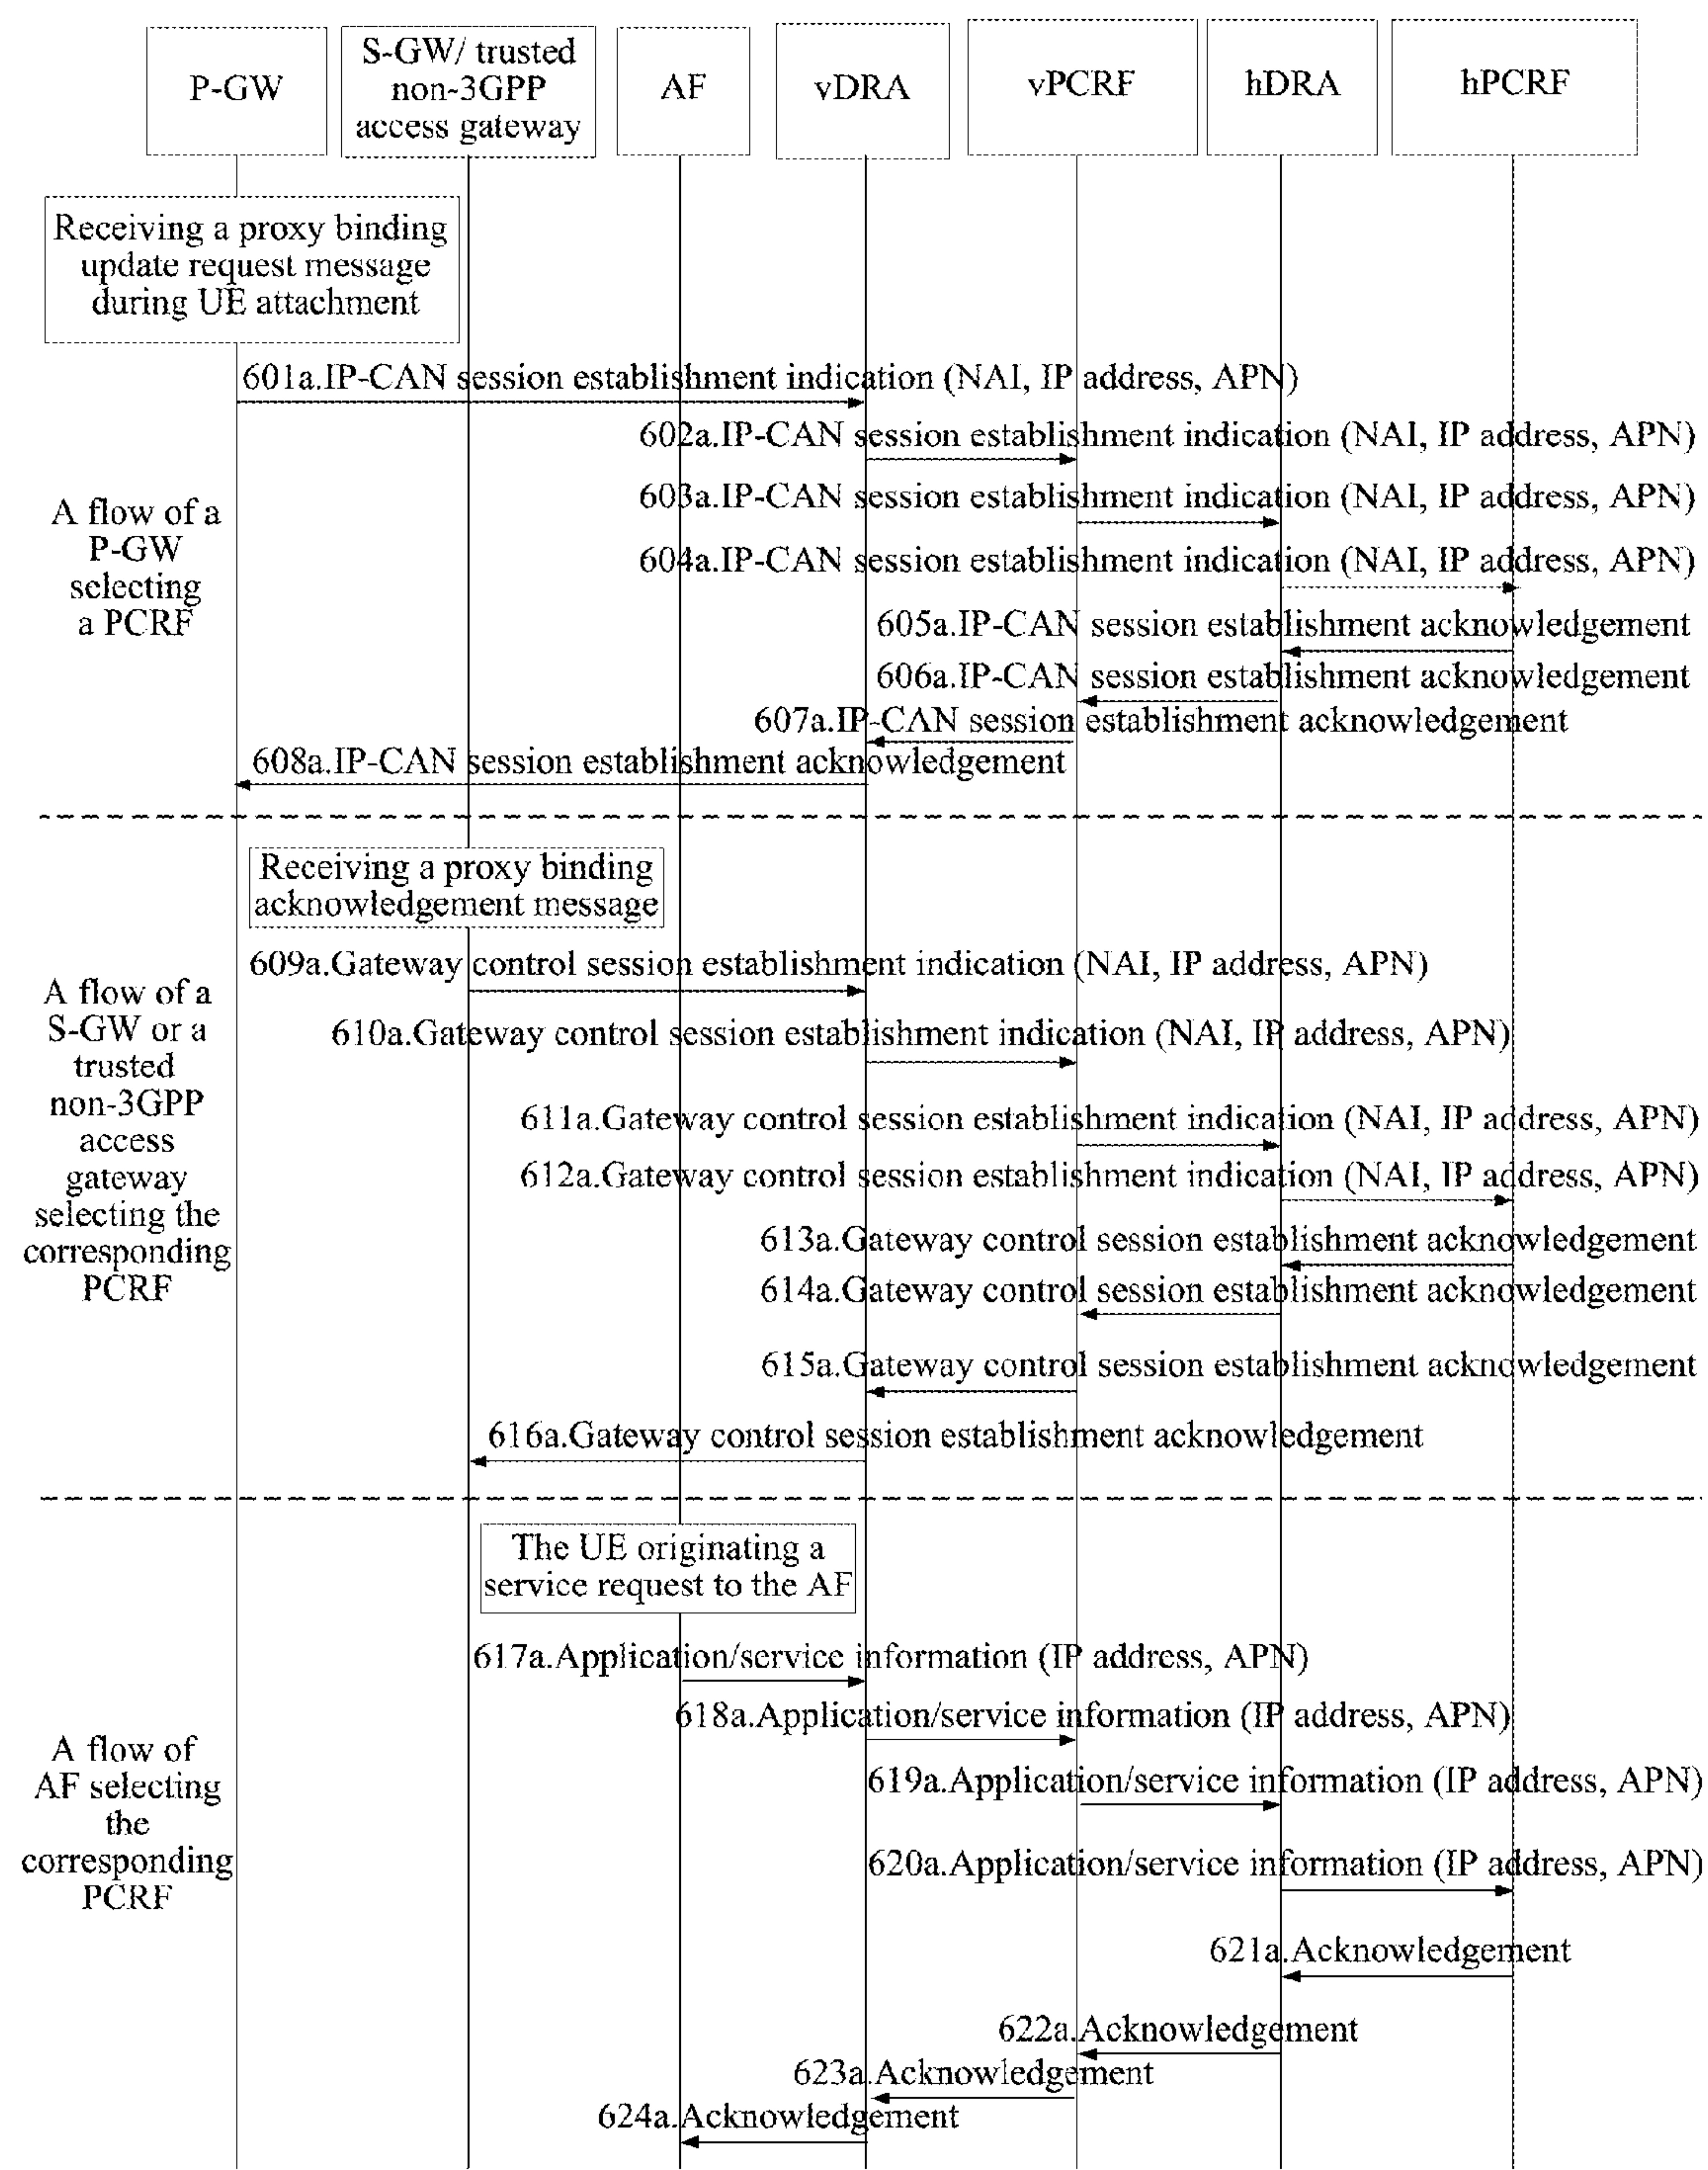 P-GW
S-GW/ trusted
non-3GPP
access gateway
AF
vDRA
vPCRF
hDRA
hPCRF
Receiving a proxy binding
update request message
during UE attachment
601a.IP-CAN session establishment indication (NAI, IP address, APN)
602a.IP-CAN session establishment indication (NAI, IP address, APN)
603a.IP-CAN session establishment indication (NAI, IP address, APN)
604a.IP-CAN session establishment indication (NAI, IP address, APN)
A flow of a
P-GW
selecting
a PCRF
605a.IP-CAN session establishment acknowledgement
606a.IP-CAN session establishment acknowledgement
607a.IP-CAN session establishment acknowledgement
608a.IP-CAN session establishment acknowledgement
Receiving a proxy binding
acknowledgement message
609a.Gateway control session establishment indication (NAI, IP address, APN)
610a.Gateway control session establishment indication (NAI, IP address, APN)
611a.Gateway control session establishment indication (NAI, IP address, APN)
612a.Gateway control session establishment indication (NAI, IP address, APN)
A flow of a
S-GW or a
trusted
non-3GPP
access
gateway
selecting the
corresponding
PCRF
613a.Gateway control session establishment acknowledgement
614a.Gateway control session establishment acknowledgement
615a.Gateway control session establishment acknowledgement
616a.Gateway control session establishment acknowledgement
The UE originating a
service request to the AF
617a.Application/service information (IP address, APN)
618a.Application/service information (IP address, APN)
619a.Application/service information (IP address, APN)
620a.Application/service information (IP address, APN)
A flow of
AF selecting
the
corresponding
PCRF
621a.Acknowledgement
622a.Acknowledgement
623a.Acknowledgement
624a.Acknowledgement